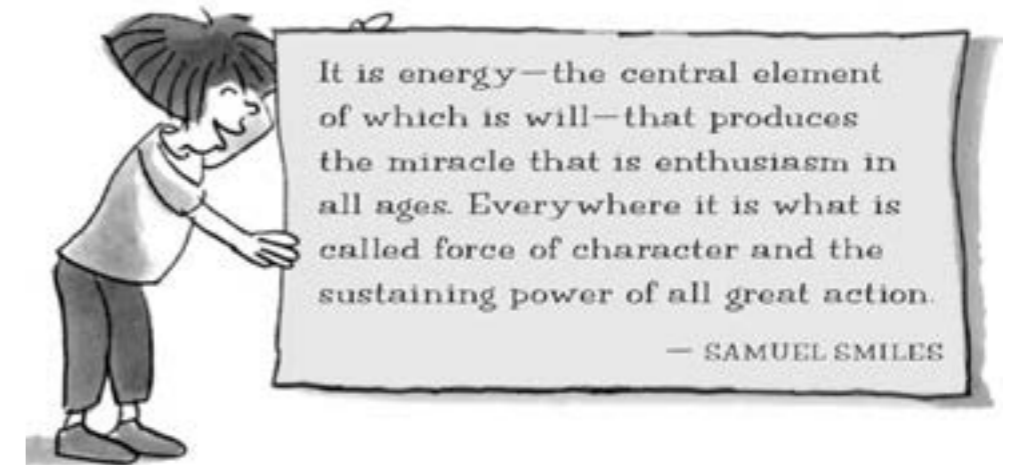 It is energy—the central element
of which is will—that produces
the miracle that is enthusiasm in
all ages. Everywhere it is what is
called force of character and the
sustaining power of all great action.
— SAMUEL SMILES